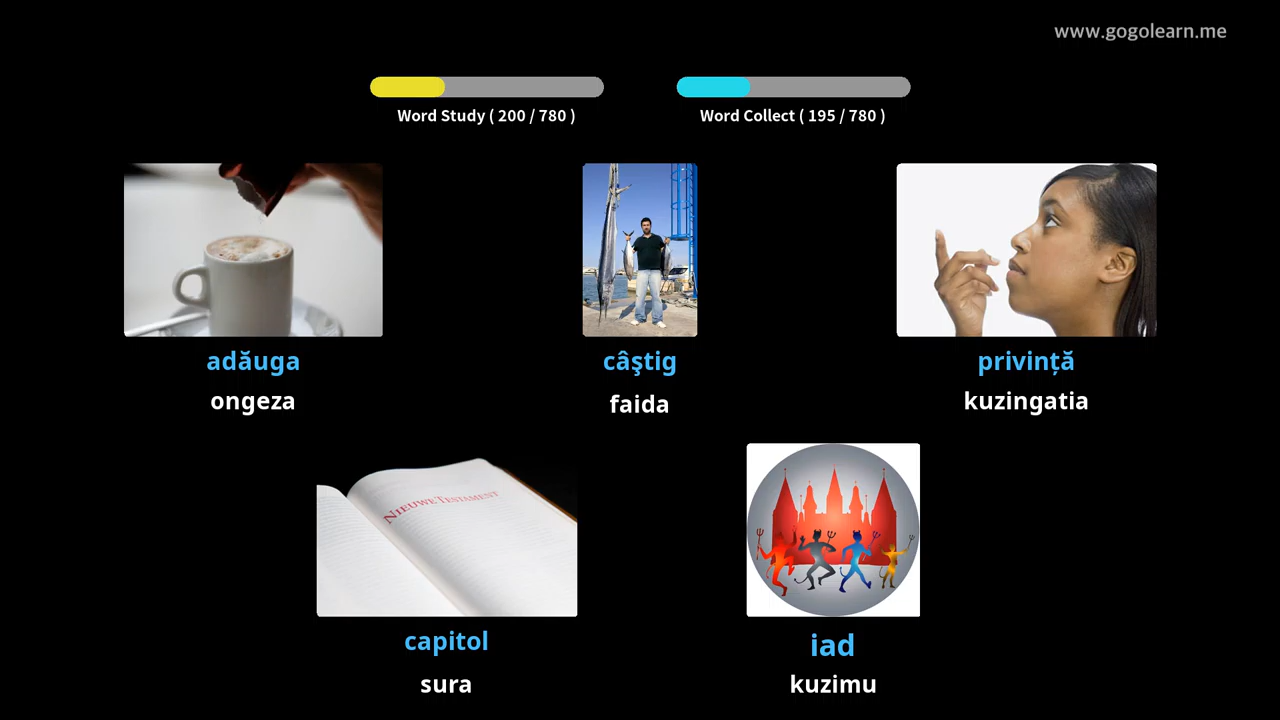 www.gogolearn.me
Word Study ( 200 / 780 )
Word Collect ( 195 / 780 )
adăuga
câştig
privință
ongeza
faida
kuzingatia
NIEUWE TESTAMENT
capitol
iad
sura
kuzimu